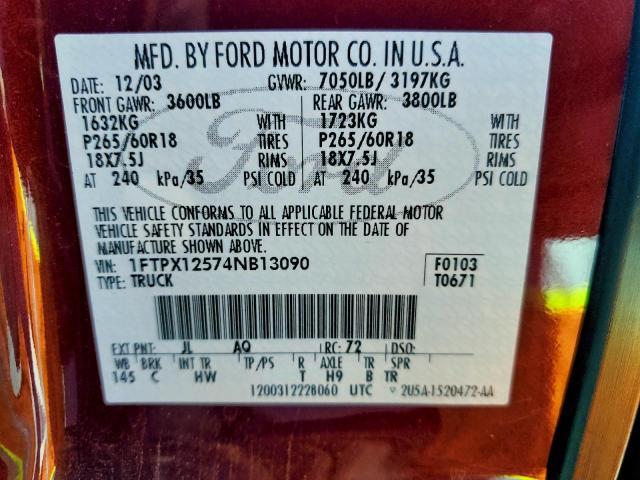 MFD. BY FORD MOTOR CO. IN U.S.A.
DATE: 12/03 GVWR: 7050LB/ 3197KG
FRONT GAWR: 3600LB REAR GAWR: 3800LB
1632KG WITH 1723KG WITH
P265/60R18 TIRES P265/60R18 TIRES
18X7.5J RIMS 18X7.5J RIMS
AT 240 kPa/35 PSI COLD AT 240 kPa/35 PSI COLD
Ford
THIS VEHICLE CONFORMS TO ALL APPLICABLE FEDERAL MOTOR
VEHICLE SAFETY STANDARDS IN EFFECT ON THE DATE OF
MANUFACTURE SHOWN ABOVE.
VIN: 1FTPX12574NB13090 F0103
TYPE: TRUCK T0671
EXT PNT: JL AQ RC: 72 DSO:
WB BRK INT TR TP/PS R AXLE TR SPR
145 C HW T H9 B TR
1200312228060 UTC 2U5A-1520472-AA